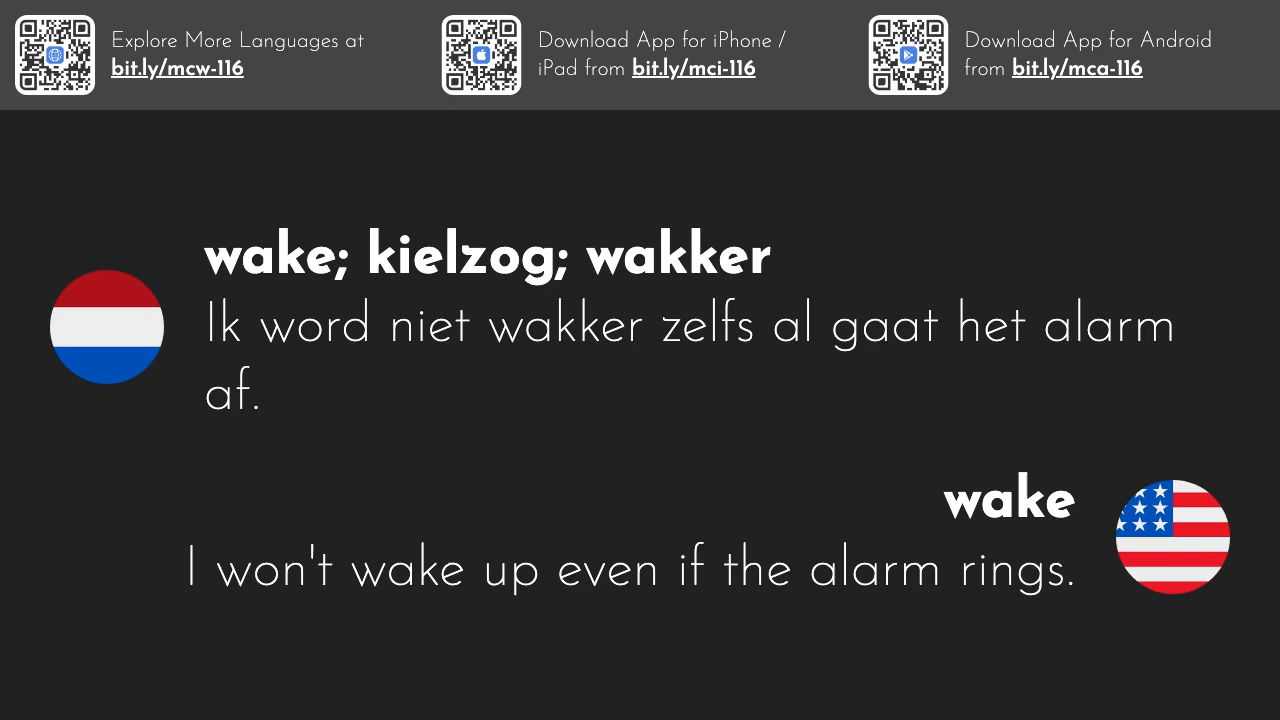 Explore More Languages at
bit.ly/mcw-116
Download App for iPhone /
iPad from bit.ly/mci-116
Download App for Android
from bit.ly/mca-116
wake; kielzog; wakker
Ik word niet wakker zelfs al gaat het alarm
af.
wake
I won't wake up even if the alarm rings.